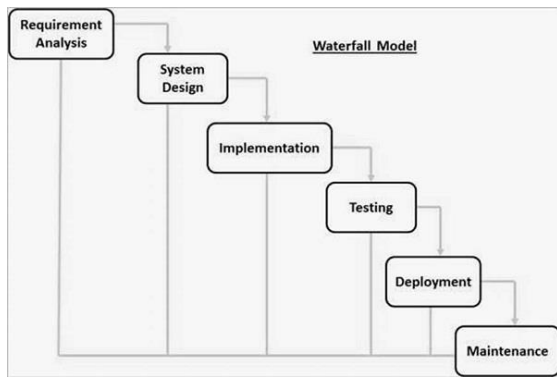 Requirement
Analysis
Waterfall Model
System
Design
Implementation
Testing
Deployment
Maintenance